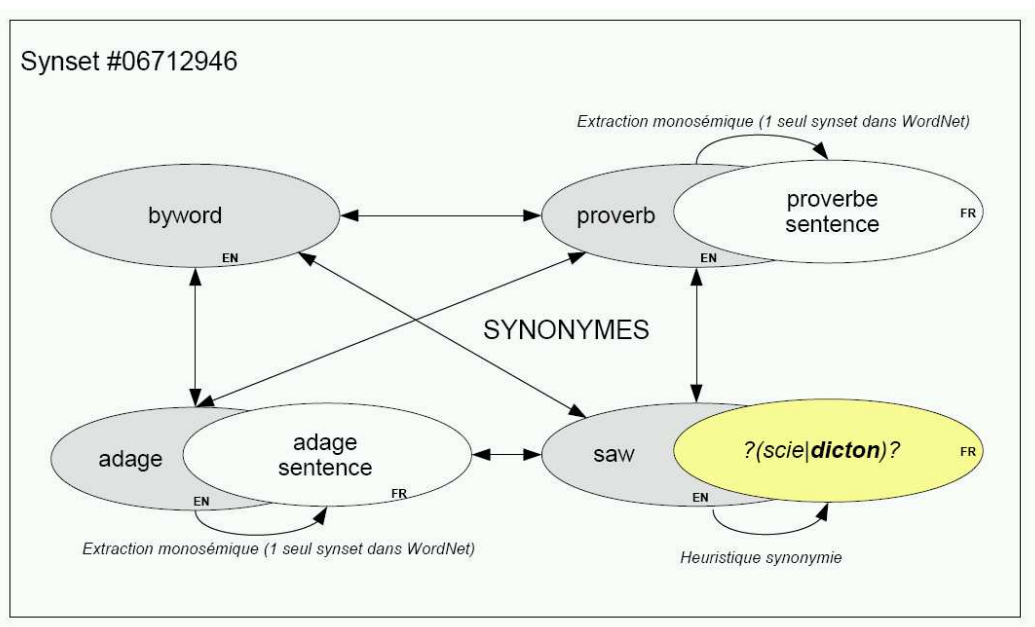 Synset #06712946
Extraction monosémique (1 seul synset dans WordNet)
byword
EN
proverb
EN
proverbe
sentence
FR
SYNONYMES
adage
EN
adage
sentence
FR
saw
EN
?(scie|dicton)?
FR
Extraction monosémique (1 seul synset dans WordNet)
Heuristique synonymie